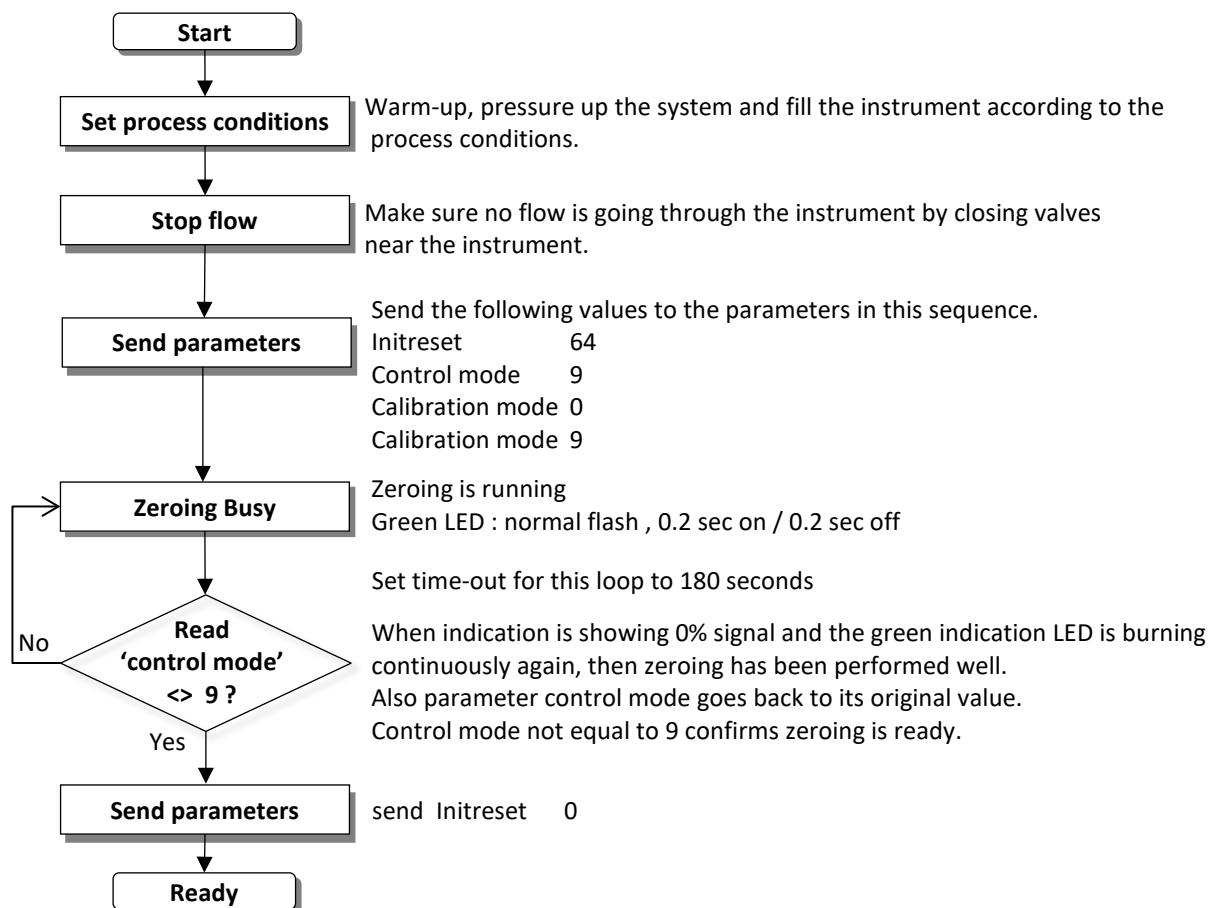 Start
Set process conditions
Warm-up, pressure up the system and fill the instrument according to the
process conditions.
Stop flow
Make sure no flow is going through the instrument by closing valves
near the instrument.
Send parameters
Send the following values to the parameters in this sequence.
Initreset 64
Control mode 9
Calibration mode 0
Calibration mode 9
Zeroing Busy
Zeroing is running
Green LED : normal flash , 0.2 sec on / 0.2 sec off
Set time-out for this loop to 180 seconds
Read
‘control mode’
<> 9 ?
No
Yes
When indication is showing 0% signal and the green indication LED is burning
continuously again, then zeroing has been performed well.
Also parameter control mode goes back to its original value.
Control mode not equal to 9 confirms zeroing is ready.
Send parameters
send Initreset 0
Ready